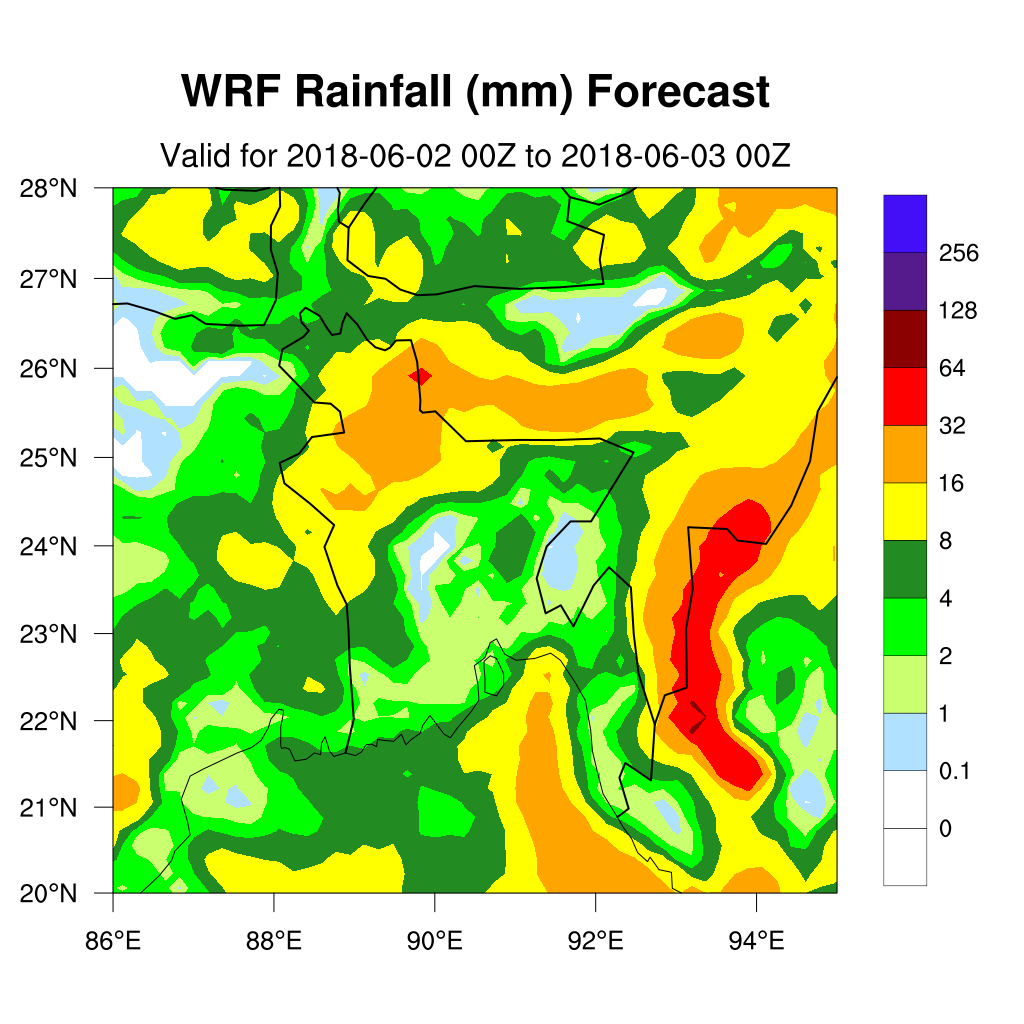 WRF Rainfall (mm) Forecast
Valid for 2018-06-02 00Z to 2018-06-03 00Z
28°N
27°N
26°N
25°N
24°N
23°N
22°N
21°N
20°N
86°E 88°E 90°E 92°E 94°E
256
128
64
32
16
8
4
2
1
0.1
0